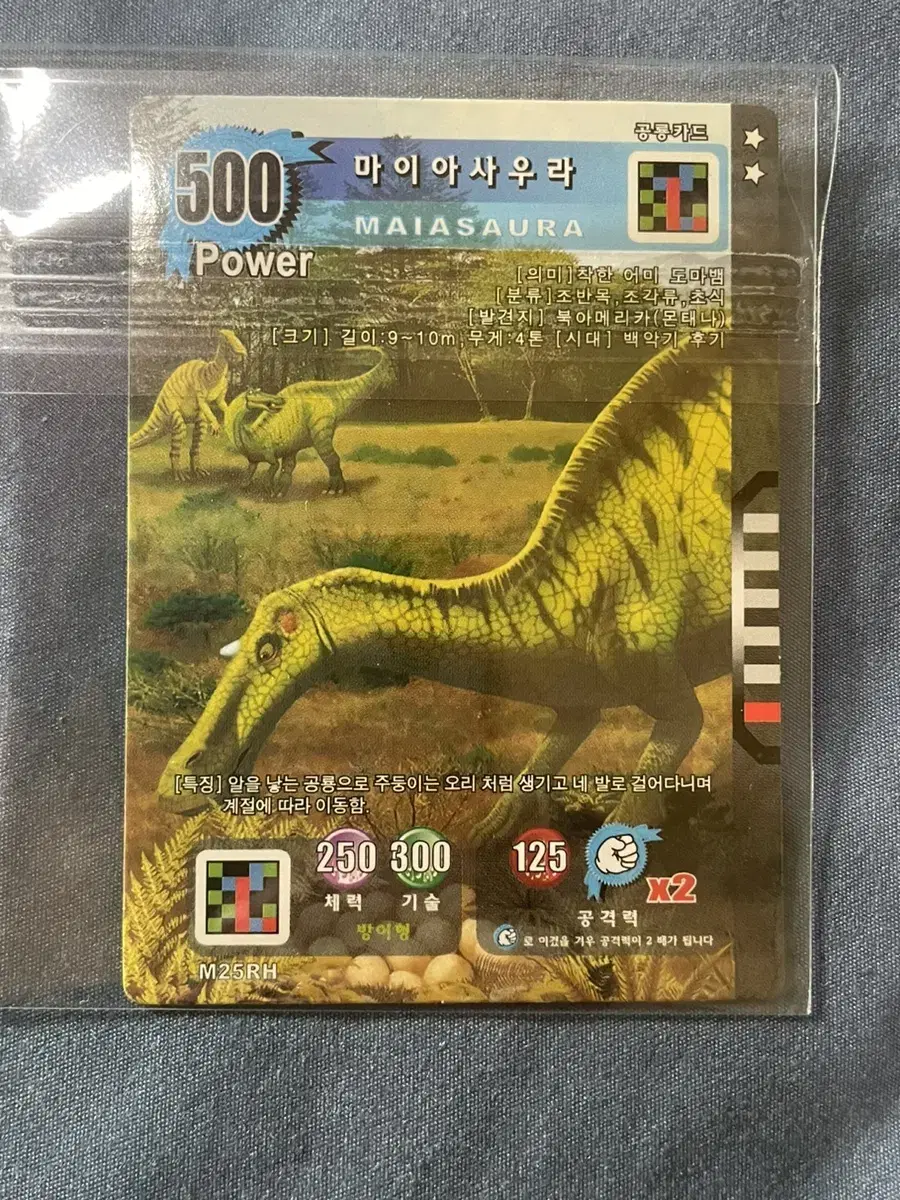 공룡카드
500
Power
마이아사우라
MAIASAURA
[의미]착한 어미 도마뱀
[분류]조반목,조각류,초식
[발견지] 북아메리카(몬태나)
[크기] 길이:9~10m,무게:4톤 [시대] 백악기 후기
[특징] 알을 낳는 공룡으로 주둥이는 오리 처럼 생기고 네 발로 걸어다니며
계절에 따라 이동함.
250 300 125
x2
체력 기술 공격력
방어형
로 이겼을 겨우 공격력이 2 배가 됩니다
M25RH